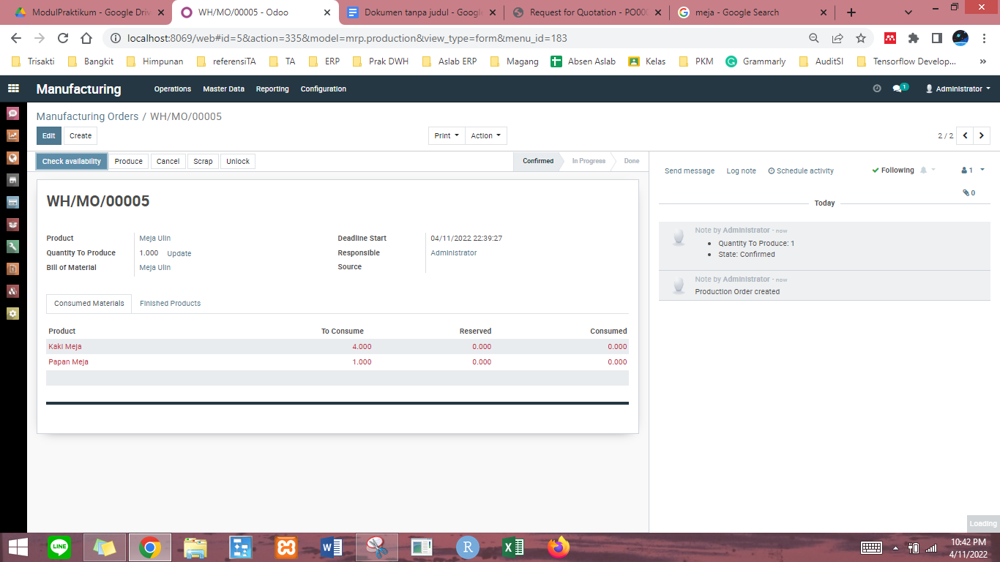 ModulPraktikum - Google Driv
WH/MO/00005 - Odoo
Dokumen tanpa judul - Google
Request for Quotation - PO000
meja - Google Search
localhost:8069/web#id=5&action=335&model=mrp.production&view_type=form&menu_id=183
Trisakti Bangkit Himpunan referensiTA TA ERP Prak DWH Aslab ERP Magang Absen Aslab Kelas PKM Grammarly AuditSI Tensorflow Develop... »
Manufacturing Operations Master Data Reporting Configuration 1 Administrator
Manufacturing Orders / WH/MO/00005
Edit Create Print Action 2 / 2
Check availability Produce Cancel Scrap Unlock Confirmed In Progress Done
Send message Log note Schedule activity Following 1
0
Today
WH/MO/00005
Product Meja Ulin
Quantity To Produce 1.000 Update
Bill of Material Meja Ulin
Deadline Start 04/11/2022 22:39:27
Responsible Administrator
Source
Consumed Materials Finished Products
Product To Consume Reserved Consumed
Kaki Meja 4.000 0.000 0.000
Papan Meja 1.000 0.000 0.000
Note by Administrator - now
Quantity To Produce: 1
State: Confirmed
Note by Administrator - now
Production Order created
Loading
LINE
W
R
X
10:42 PM
4/11/2022